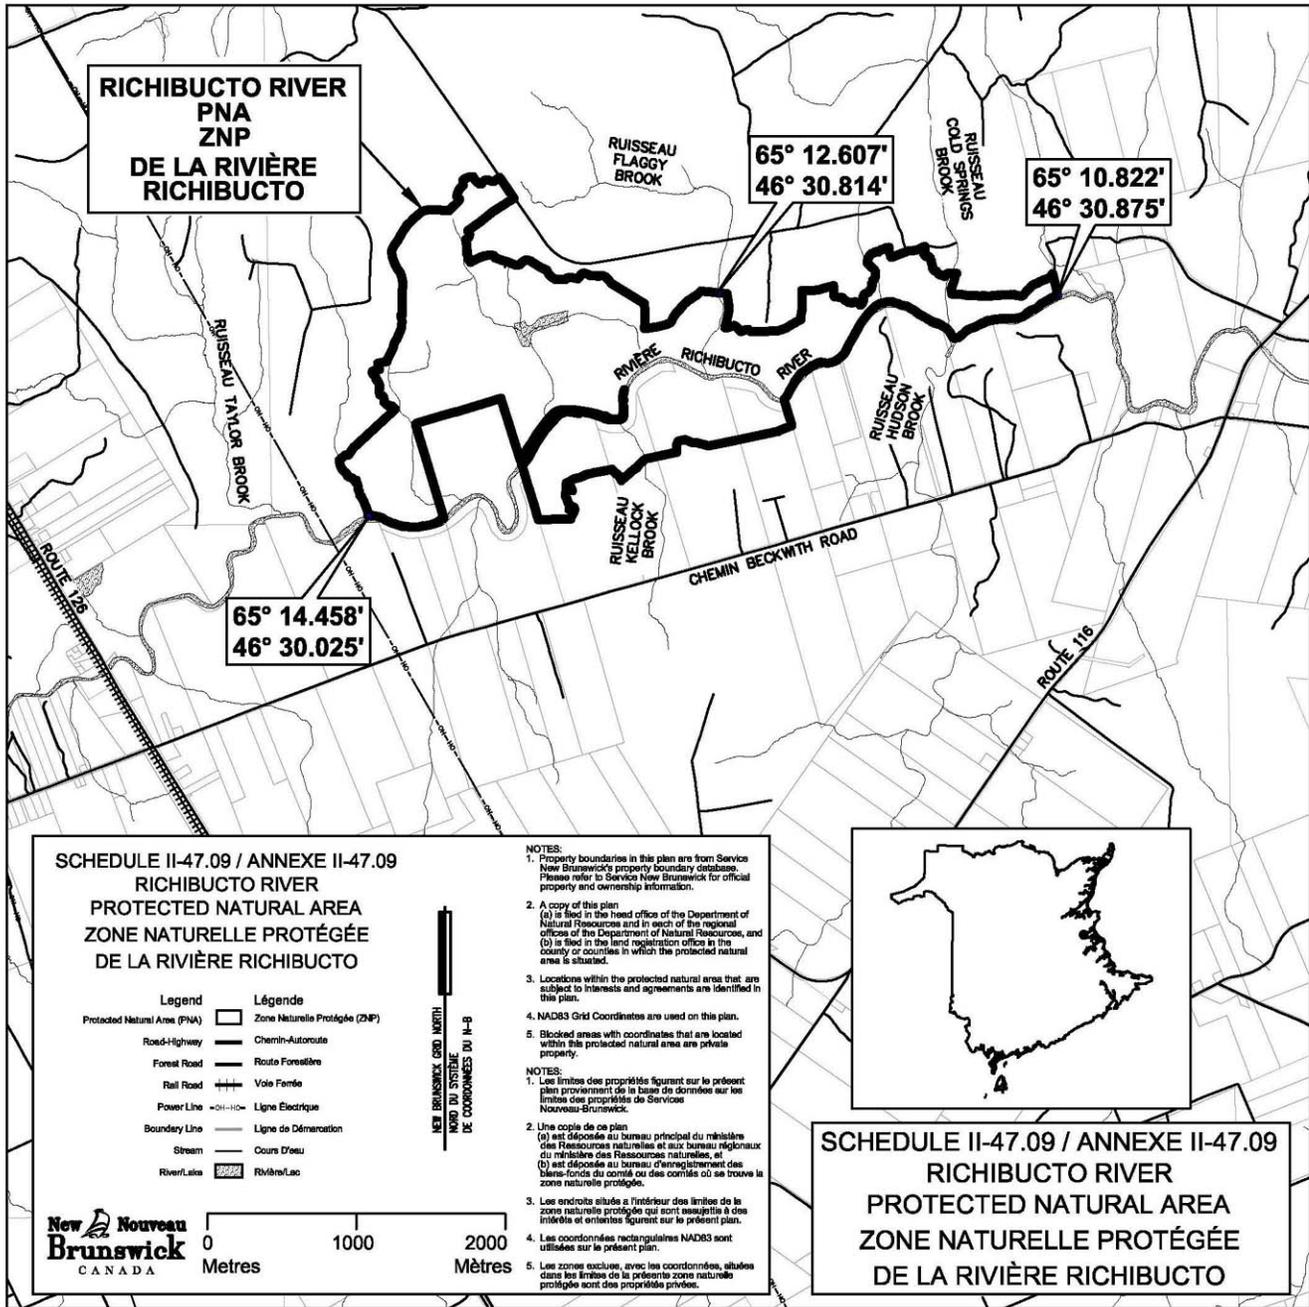 RICHIBUCTO RIVER
PNA
ZNP
DE LA RIVIÈRE
RICHIBUCTO
RUISSEAU
FLAGGY
BROOK
65° 12.607'
46° 30.814'
RUISSEAU
COLD SPRINGS
BROOK
65° 10.822'
46° 30.875'
OH-HO
RUISSEAU TAYLOR BROOK
RIVIÈRE
RICHIBUCTO
RIVER
RUISSEAU
HUDSON
BROOK
RUISSEAU
KELLOCK
BROOK
CHEMIN BECKWITH ROAD
ROUTE 126
65° 14.458'
46° 30.025'
ROUTE 116
SCHEDULE II-47.09 / ANNEXE II-47.09
RICHIBUCTO RIVER
PROTECTED NATURAL AREA
ZONE NATURELLE PROTÉGÉE
DE LA RIVIÈRE RICHIBUCTO
Legend Légende
Protected Natural Area (PNA) Zone Naturelle Protégée (ZNP)
Road-Highway Chemin-Autoroute
Forest Road Route Forestière
Rail Road Voie Ferrée
Power Line -OH-HO- Ligne Électrique
Boundary Line Ligne de Démarcation
Stream Cours D'eau
River/Lake Rivière/Lac
NEW BRUNSWICK GRID NORTH
NORD DU SYSTÈME
DE COORDONNÉES DU N-B
New Nouveau
Brunswick
CANADA
0 1000 2000
Metres Mètres
NOTES:
1. Property boundaries in this plan are from Service
New Brunswick's property boundary database.
Please refer to Service New Brunswick for official
property and ownership information.
2. A copy of this plan
(a) is filed in the head office of the Department of
Natural Resources and in each of the regional
offices of the Department of Natural Resources, and
(b) is filed in the land registration office in the
county or counties in which the protected natural
area is situated.
3. Locations within the protected natural area that are
subject to interests and agreements are identified in
this plan.
4. NAD83 Grid Coordinates are used on this plan.
5. Blocked areas with coordinates that are located
within this protected natural area are private
property.
NOTES:
1. Les limites des propriétés figurant sur le présent
plan proviennent de la base de données sur les
limites des propriétés de Services
Nouveau-Brunswick.
2. Une copie de ce plan
(a) est déposée au bureau principal du ministère
des Ressources naturelles et aux bureau régionaux
du ministère des Ressources naturelles, et
(b) est déposée au bureau d'enregistrement des
biens-fonds du comté ou des comtés où se trouve la
zone naturelle protégée.
3. Les endroits situés a l'intérieur des limites de la
zone naturelle protégée qui sont assujettis à des
intérêts et ententes figurent sur le présent plan.
4. Les coordonnées rectangulaires NAD83 sont
utilisées sur le présent plan.
5. Les zones exclues, avec les coordonnées, situées
dans les limites de la présente zone naturelle
protégée sont des propriétés privées.
SCHEDULE II-47.09 / ANNEXE II-47.09
RICHIBUCTO RIVER
PROTECTED NATURAL AREA
ZONE NATURELLE PROTÉGÉE
DE LA RIVIÈRE RICHIBUCTO